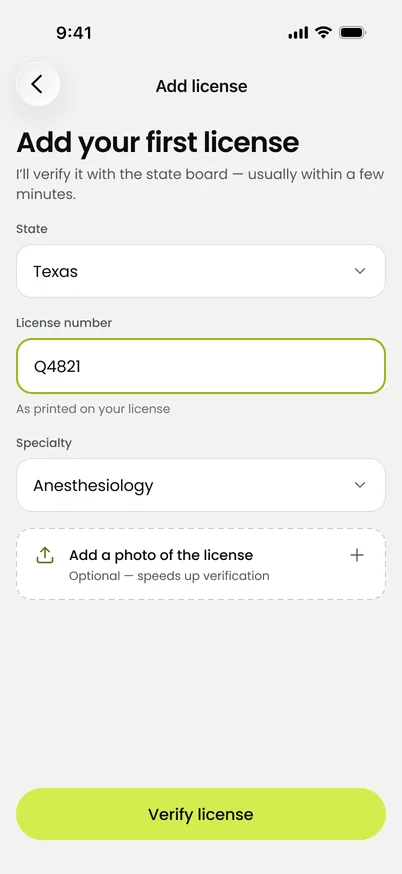 9:41
Add license
Add your first license
I'll verify it with the state board — usually within a few
minutes.
State
Texas
License number
Q4821
As printed on your license
Specialty
Anesthesiology
Add a photo of the license
Optional — speeds up verification
Verify license